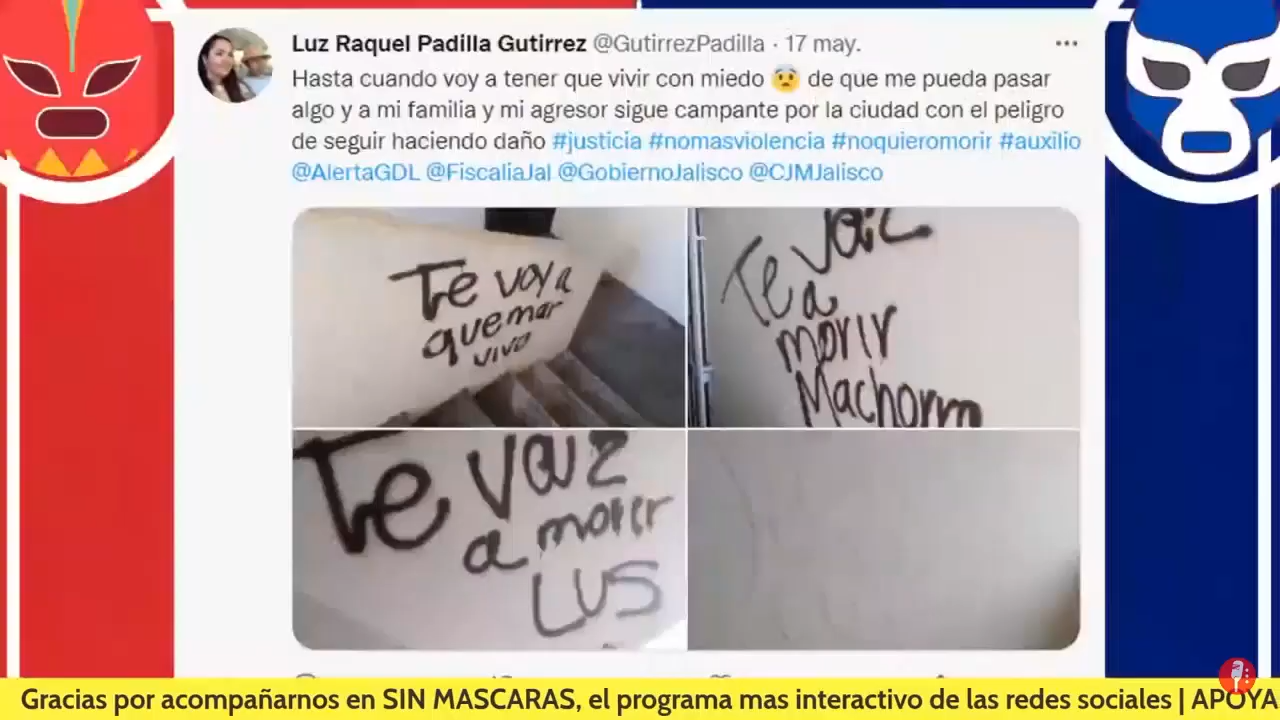 Luz Raquel Padilla Gutirrez @GutirrezPadilla · 17 may.
Hasta cuando voy a tener que vivir con miedo 😨 de que me pueda pasar
algo y a mi familia y mi agresor sigue campante por la ciudad con el peligro
de seguir haciendo daño #justicia #nomasviolencia #noquieromorir #auxilio
@AlertaGDL @FiscaliaJal @GobiernoJalisco @CJMJalisco
Te voy a
quemar
viva
Te vaiz
a
morir
Machorra
Te vaiz
a morir
LUS
Gracias por acompañarnos en SIN MASCARAS, el programa mas interactivo de las redes sociales | APOYA